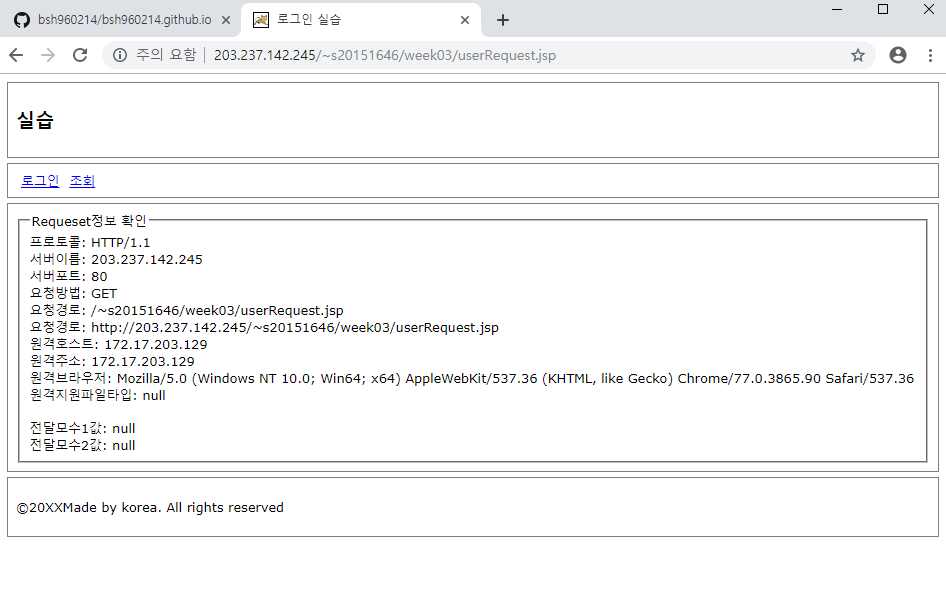 bsh960214/bsh960214.github.io
로그인 실습
주의 요함 | 203.237.142.245/~s20151646/week03/userRequest.jsp
실습
로그인 조회
Requeset정보 확인
프로토콜: HTTP/1.1
서버이름: 203.237.142.245
서버포트: 80
요청방법: GET
요청경로: /~s20151646/week03/userRequest.jsp
요청경로: http://203.237.142.245/~s20151646/week03/userRequest.jsp
원격호스트: 172.17.203.129
원격주소: 172.17.203.129
원격브라우저: Mozilla/5.0 (Windows NT 10.0; Win64; x64) AppleWebKit/537.36 (KHTML, like Gecko) Chrome/77.0.3865.90 Safari/537.36
원격지원파일타입: null
전달모수1값: null
전달모수2값: null
©20XXMade by korea. All rights reserved